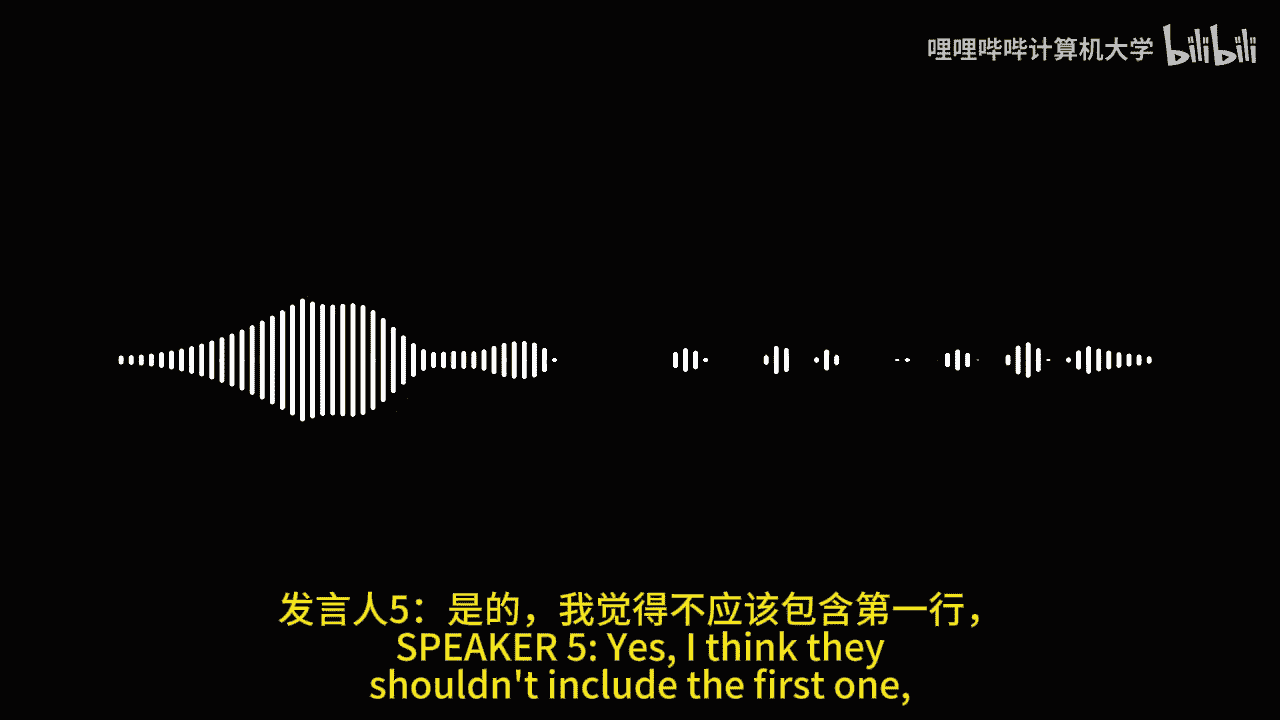 哩哩哔哔计算机大学 bilibili
发言人5：是的，我觉得不应该包含第一行，
SPEAKER 5: Yes, I think they
shouldn't include the first one,